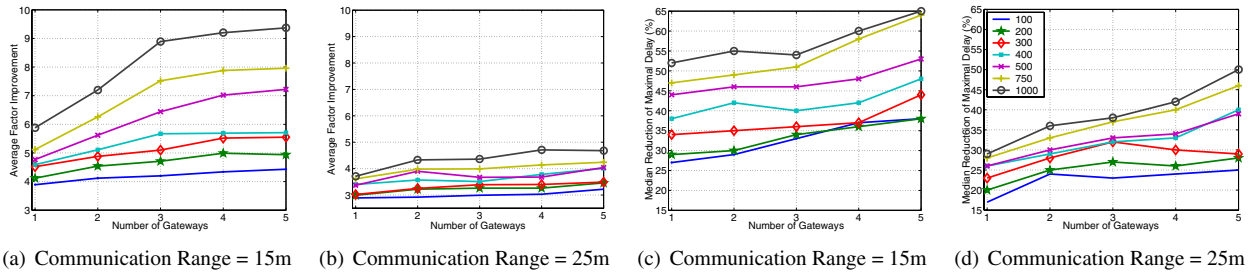 Average Factor Improvement
10
9
8
7
6
5
4
3
1 2 3 4 5
Number of Gateways
(a) Communication Range = 15m
Average Factor Improvement
10
9
8
7
6
5
4
3
1 2 3 4 5
Number of Gateways
(b) Communication Range = 25m
Median Reduction of Maximal Delay (%)
65
60
55
50
45
40
35
30
25
20
15
1 2 3 4 5
Number of Gateways
(c) Communication Range = 15m
Median Reduction of Maximal Delay (%)
65
60
55
50
45
40
35
30
25
20
15
1 2 3 4 5
Number of Gateways
100
200
300
400
500
750
1000
(d) Communication Range = 25m